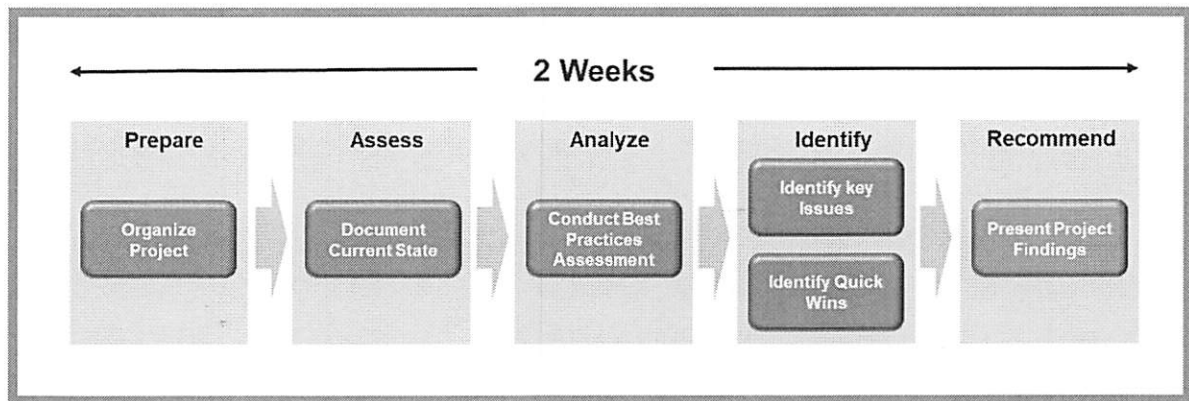 2 Weeks
Prepare
Organize
Project
Assess
Document
Current State
Analyze
Conduct Best
Practices
Assessment
Identify
Identify key
Issues
Identify Quick
Wins
Recommend
Present Project
Findings